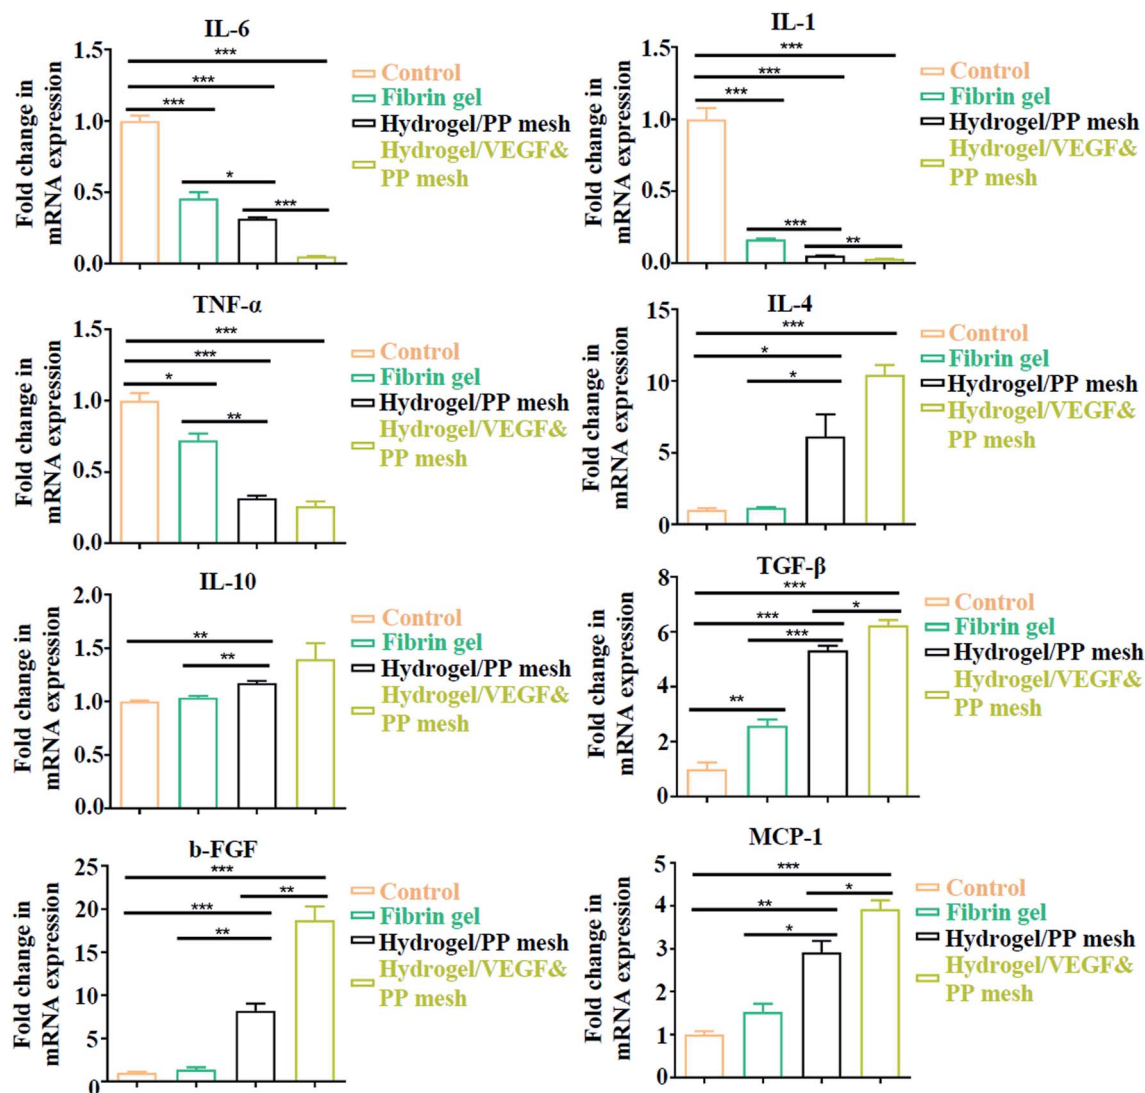 IL-6
Fold change in
mRNA expression
1.5
1.0
0.5
0.0
***
***
***
*
***
Control
Fibrin gel
Hydrogel/PP mesh
Hydrogel/VEGF&
PP mesh
IL-1
Fold change in
mRNA expression
1.5
1.0
0.5
0.0
***
***
***
***
**
Control
Fibrin gel
Hydrogel/PP mesh
Hydrogel/VEGF&
PP mesh
TNF-α
Fold change in
mRNA expression
1.5
1.0
0.5
0.0
***
***
*
**
Control
Fibrin gel
Hydrogel/PP mesh
Hydrogel/VEGF&
PP mesh
IL-4
Fold change in
mRNA expression
15
10
5
0
***
*
*
Control
Fibrin gel
Hydrogel/PP mesh
Hydrogel/VEGF&
PP mesh
IL-10
Fold change in
mRNA expression
2.0
1.5
1.0
0.5
0.0
**
**
Control
Fibrin gel
Hydrogel/PP mesh
Hydrogel/VEGF&
PP mesh
TGF-β
Fold change in
mRNA expression
8
6
4
2
0
***
*
***
***
**
Control
Fibrin gel
Hydrogel/PP mesh
Hydrogel/VEGF&
PP mesh
b-FGF
Fold change in
mRNA expression
25
20
15
10
5
0
***
**
***
**
Control
Fibrin gel
Hydrogel/PP mesh
Hydrogel/VEGF&
PP mesh
MCP-1
Fold change in
mRNA expression
5
4
3
2
1
0
***
*
**
*
Control
Fibrin gel
Hydrogel/PP mesh
Hydrogel/VEGF&
PP mesh